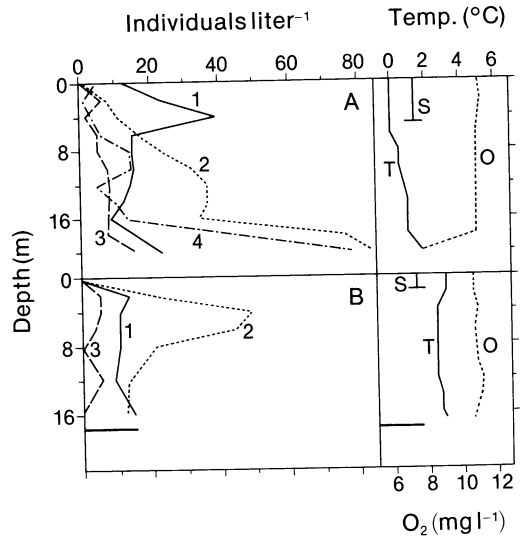 Individuals liter⁻¹ Temp. (°C)
0 20 40 60 80 0 2 4 6
0 1 A S
8 2 T O
16 3 4
Depth (m)
0 B S
8 3 1 2 T O
16
6 8 10 12
O₂ (mg l⁻¹)